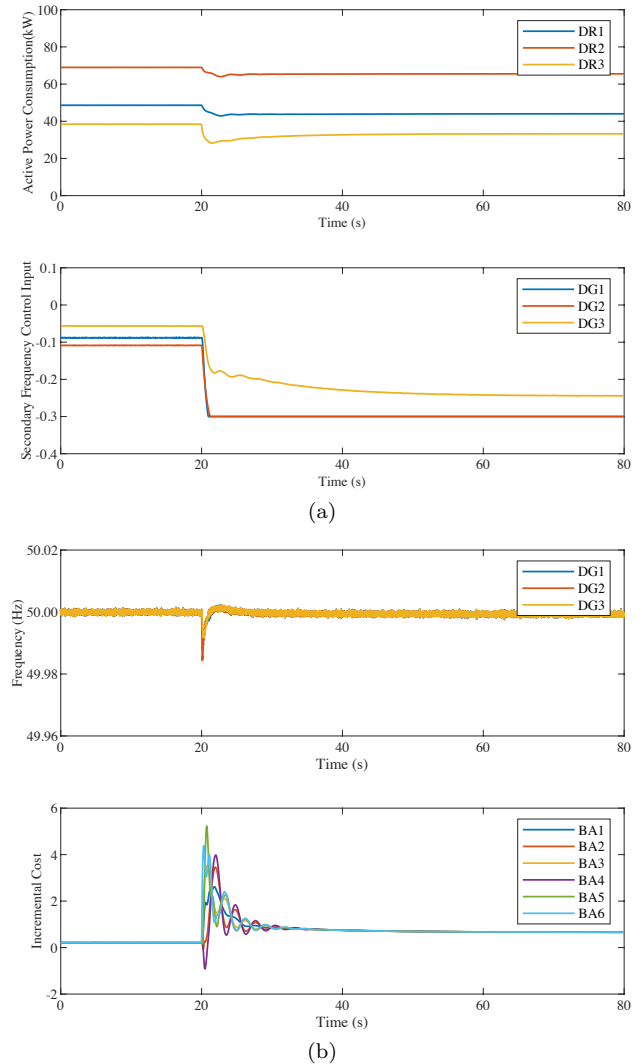 Active Power Consumption(kW)
100
80
60
40
20
0
DR1
DR2
DR3
0 20 40 60 80
Time (s)
Secondary Frequency Control Input
0.1
0
-0.1
-0.2
-0.3
-0.4
DG1
DG2
DG3
0 20 40 60 80
Time (s)
(a)
Frequency (Hz)
50.02
50.00
49.98
49.96
DG1
DG2
DG3
0 20 40 60 80
Time (s)
Incremental Cost
6
4
2
0
-2
BA1
BA2
BA3
BA4
BA5
BA6
0 20 40 60 80
Time (s)
(b)